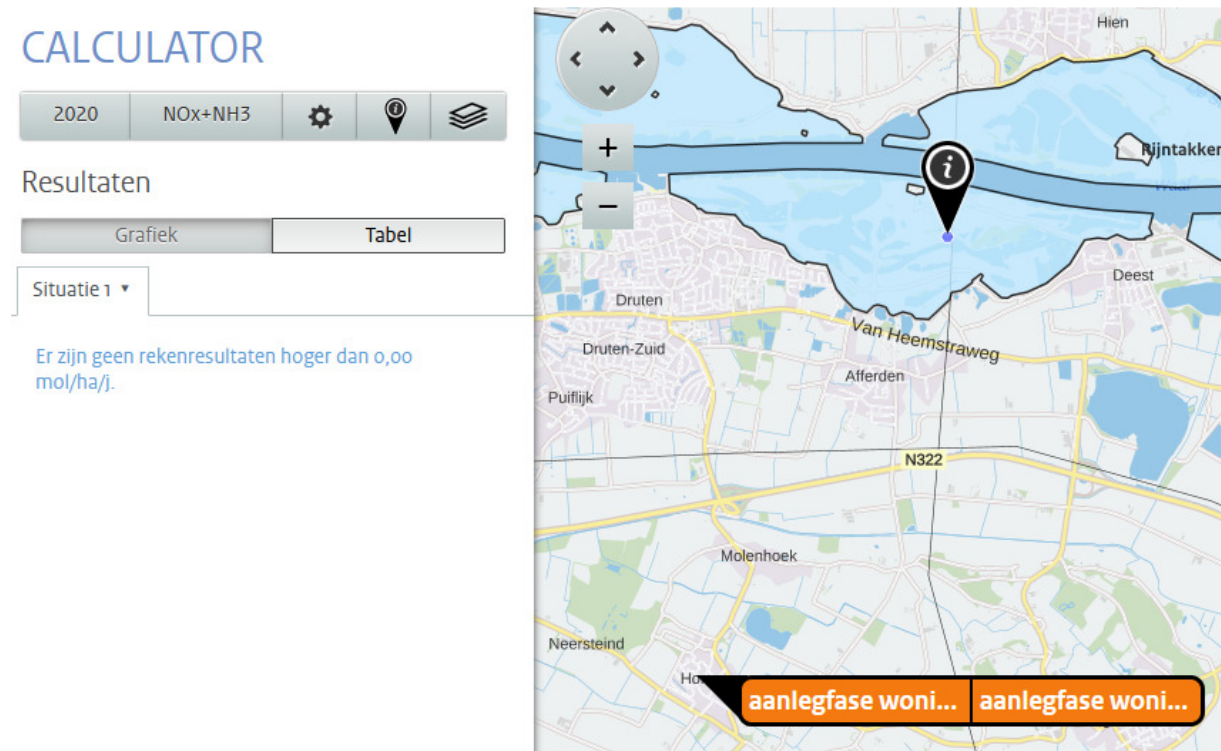 CALCULATOR
2020
NOx+NH3
Resultaten
Grafiek
Tabel
Situatie 1
Er zijn geen rekenresultaten hoger dan 0,00
mol/ha/j.
Hien
Rijntakken
Waal
Deest
Druten
Van Heemstraweg
Druten-Zuid
Afferden
Puiflijk
N322
Molenhoek
Neersteind
aanlegfase woni...
aanlegfase woni...